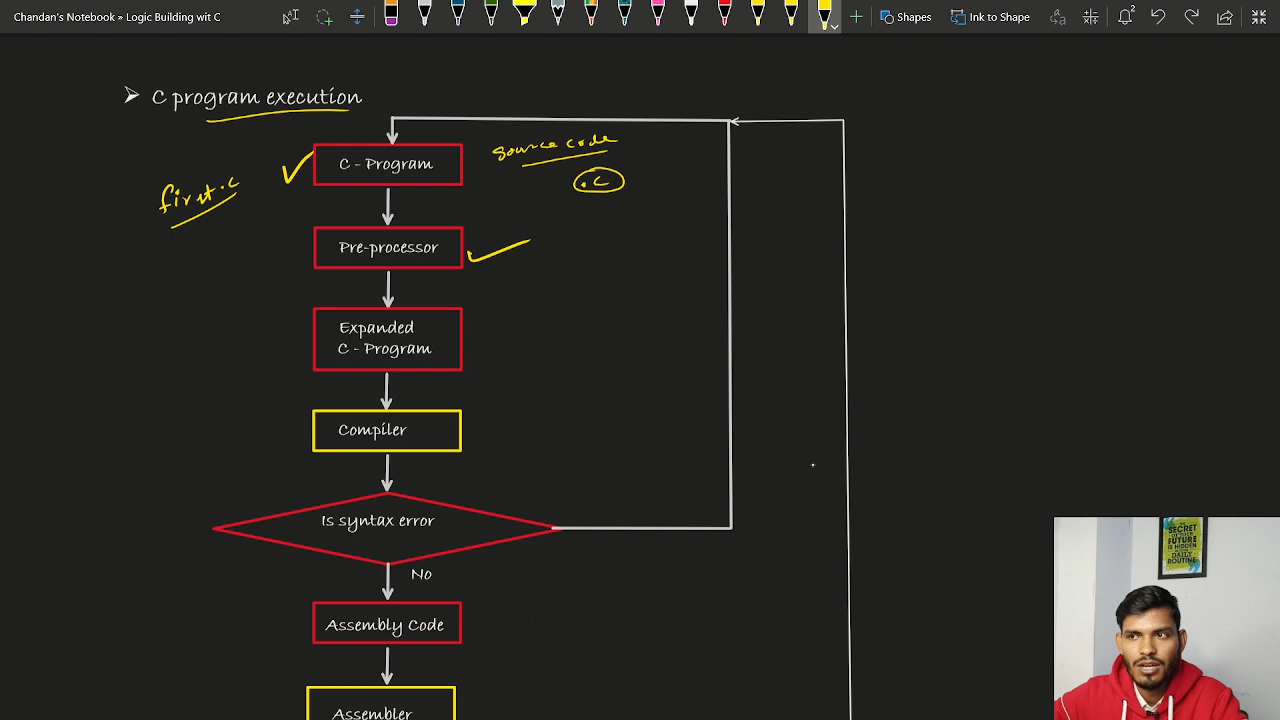 Chandan's Notebook » Logic Building wit C
Shapes
Ink to Shape
C program execution
C - Program
source code
.c
first.c
Pre-processor
Expanded
C - Program
Compiler
Is syntax error
No
Assembly Code
Assembler
THE
SECRET
OF YOUR
FUTURE
IS HIDDEN
IN YOUR
DAILY
ROUTINE